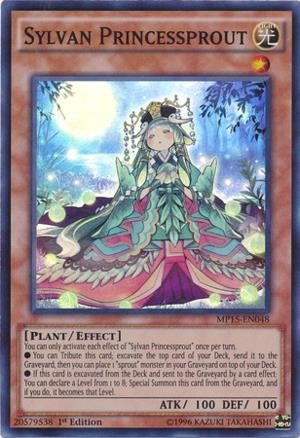 SYLVAN PRINCESSPROUT
LIGHT
光
MP15-EN048
[PLANT/EFFECT]
You can only activate each effect of "Sylvan Princessprout" once per turn.
● You can Tribute this card; excavate the top card of your Deck, send it to the
Graveyard, then you can place 1 "sprout" monster in your Graveyard on top of your Deck.
● If this card is excavated from the Deck and sent to the Graveyard by a card effect:
You can declare a Level from 1 to 8; Special Summon this card from the Graveyard, and
if you do, its Level becomes that Level.
ATK/ 100 DEF/ 100
20579538 1st Edition ©1996 KAZUKI TAKAHASHI